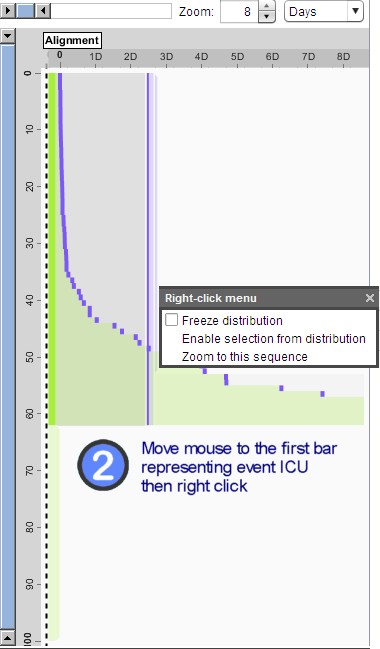 Zoom: 8 Days
Alignment
0 1D 2D 3D 4D 5D 6D 7D 8D
0
10
20
30
40
Right-click menu
Freeze distribution
Enable selection from distribution
Zoom to this sequence
50
60
2 Move mouse to the first bar
representing event ICU
then right click
70
80
90
100